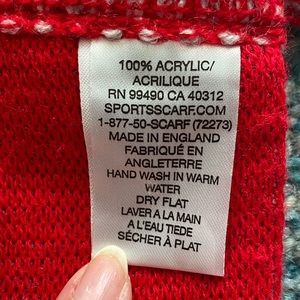 100% ACRYLIC/
ACRILIQUE
RN 99490 CA 40312
SPORTSSCARF.COM
1-877-50-SCARF (72273)
MADE IN ENGLAND
FABRIQUÉ EN
ANGLETERRE
HAND WASH IN WARM
WATER
DRY FLAT
LAVER A LA MAIN
A L'EAU TIEDE
SÉCHER À PLAT